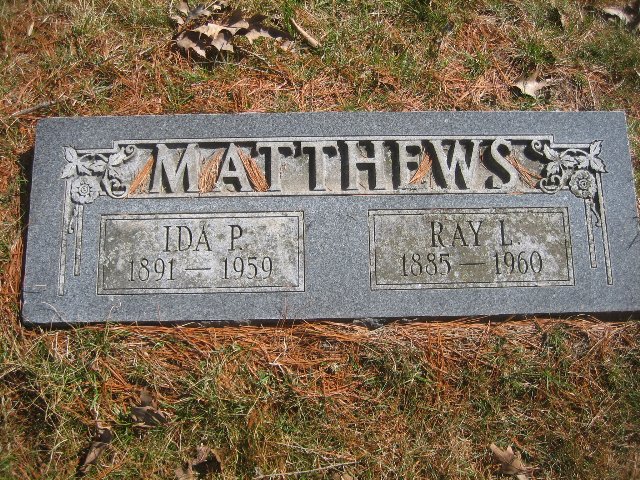 MATTHEWS
IDA P.
1891 — 1959
RAY L.
1885 — 1960